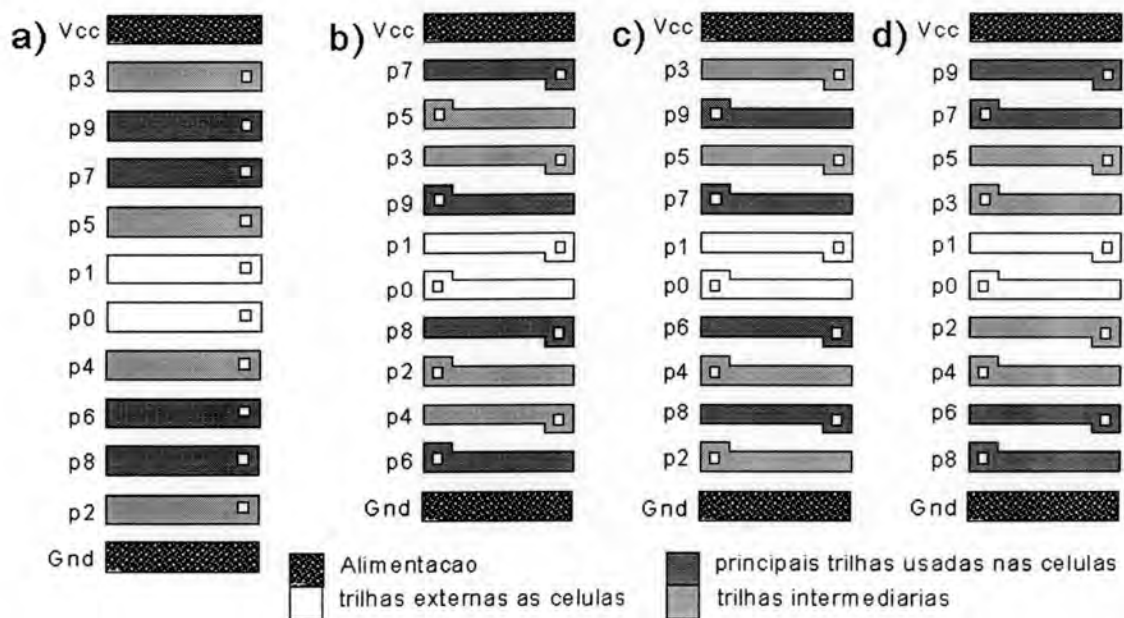 a) Vcc
p3
p9
p7
p5
p1
p0
p4
p6
p8
p2
Gnd
b) Vcc
p7
p5
p3
p9
p1
p0
p8
p2
p4
p6
Gnd
c) Vcc
p3
p9
p5
p7
p1
p0
p6
p4
p8
p2
Gnd
d) Vcc
p9
p7
p5
p3
p1
p0
p2
p4
p6
p8
Gnd
Alimentacao
trilhas externas as celulas
principais trilhas usadas nas celulas
trilhas intermediarias